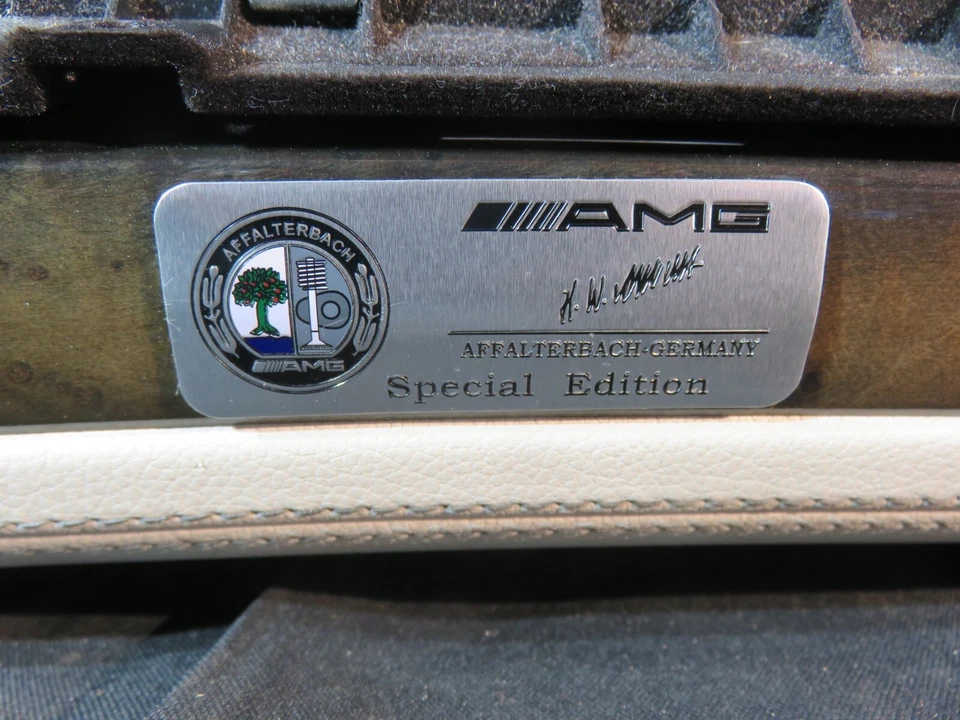 AFFALTERBACH
AMG
AMG
H. W.
AFFALTERBACH·GERMANY
Special Edition